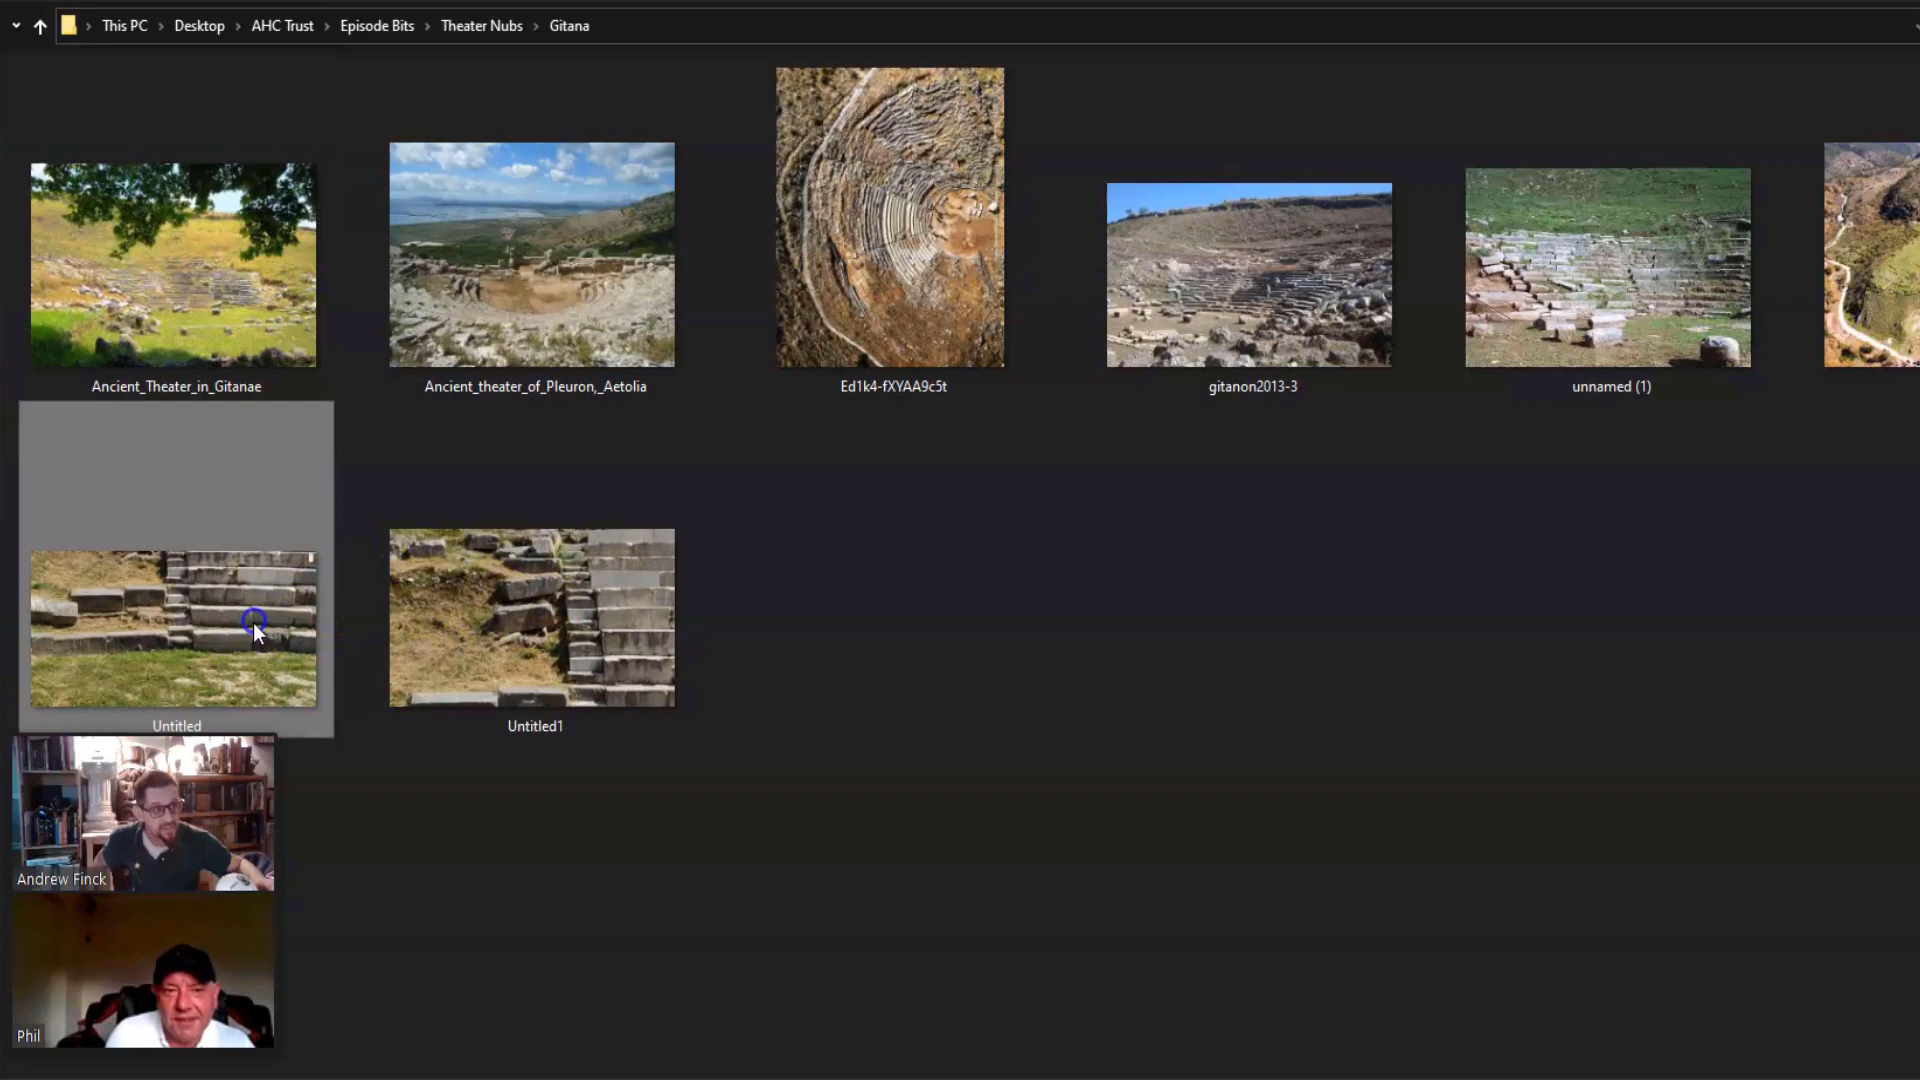 This PC > Desktop > AHC Trust > Episode Bits > Theater Nubs > Gitana
Ancient_Theater_in_Gitanae
Ancient_theater_of_Pleuron,_Aetolia
Ed1k4-fXYAA9c5t
gitanon2013-3
unnamed (1)
Untitled
Untitled1
Andrew Finck
Phil